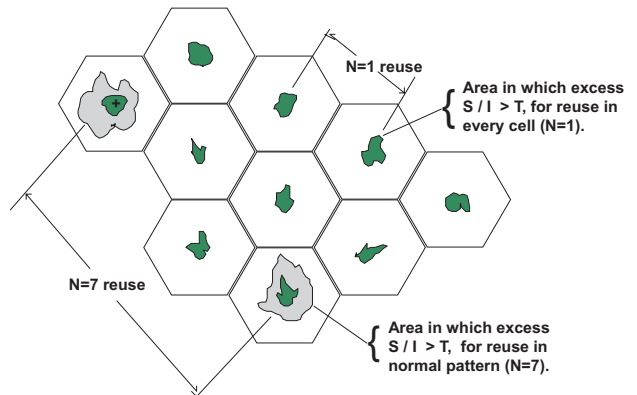 N=1 reuse
Area in which excess
S / I > T, for reuse in
every cell (N=1).
N=7 reuse
Area in which excess
S / I > T, for reuse in
normal pattern (N=7).